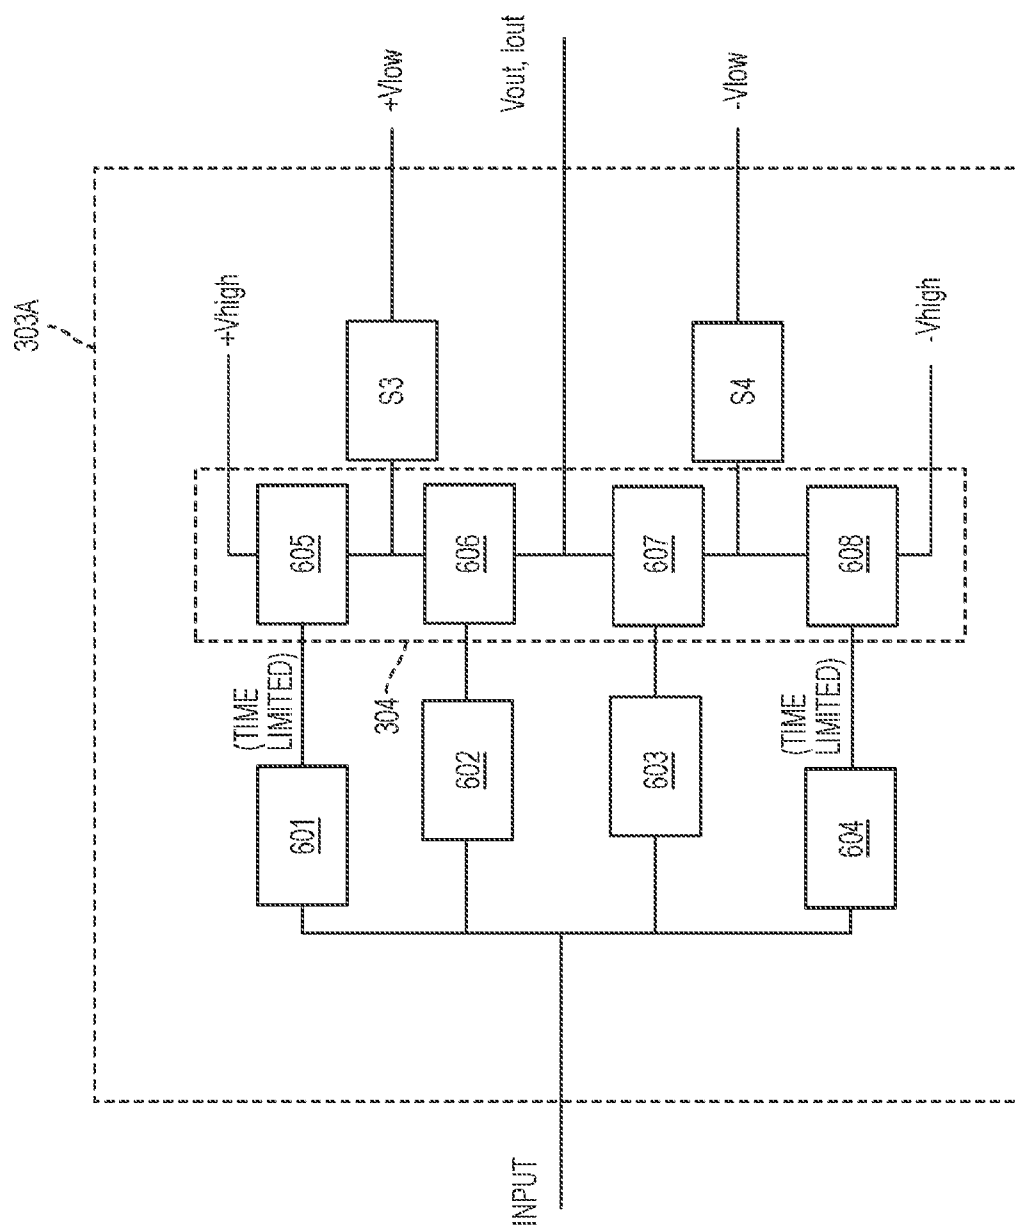 303A
+Vhigh
+Vlow
Vout, Iout
-Vlow
-Vhigh
S3
S4
605
606
607
608
304
(TIME
LIMITED)
(TIME
LIMITED)
601
602
603
604
INPUT